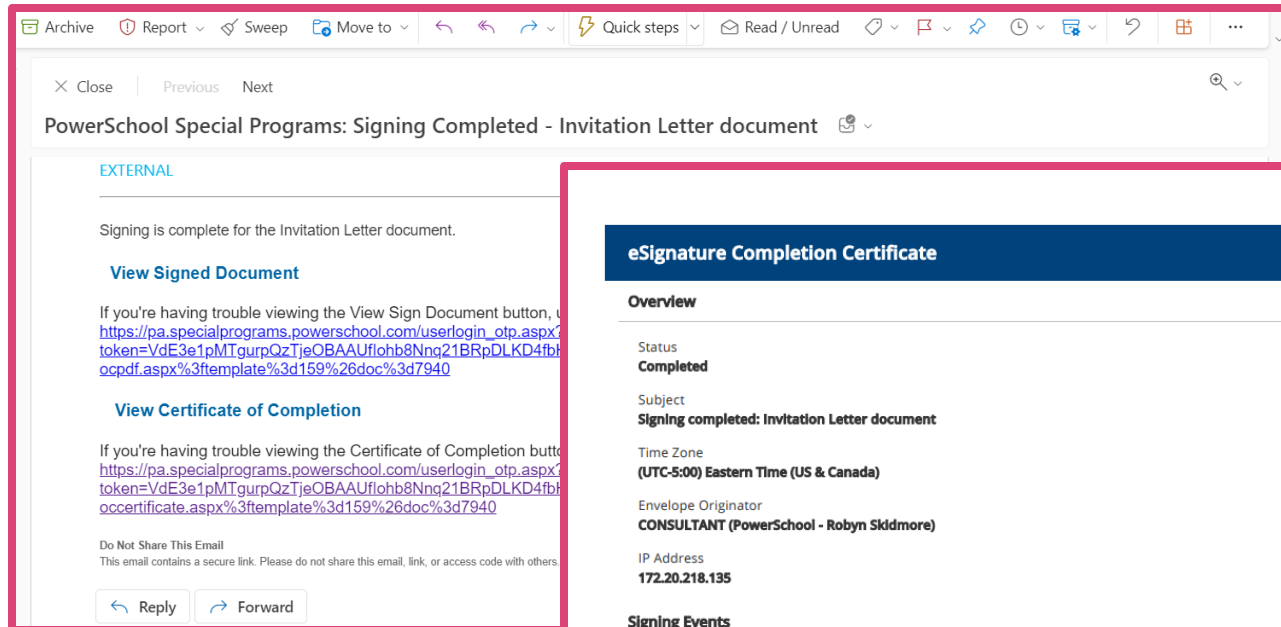 Archive Report Sweep Move to Quick steps Read / Unread
Close Previous Next
PowerSchool Special Programs: Signing Completed - Invitation Letter document
EXTERNAL
Signing is complete for the Invitation Letter document.
View Signed Document
If you're having trouble viewing the View Sign Document button,
https://pa.specialprograms.powerschool.com/userlogin_otp.aspx?
token=VdE3e1pMTgurpQzTjeOBAAUflohb8Nnq21BRpDLKD4fbH
ocpdf.aspx%3ftemplate%3d159%26doc%3d7940
View Certificate of Completion
If you're having trouble viewing the Certificate of Completion
https://pa.specialprograms.powerschool.com/userlogin_otp.aspx?
token=VdE3e1pMTgurpQzTjeOBAAUflohb8Nnq21BRpDLKD4fbH
occertificate.aspx%3ftemplate%3d159%26doc%3d7940
Do Not Share This Email
This email contains a secure link. Please do not share this email, link, or access code with others.
Reply Forward
eSignature Completion Certificate
Overview
Status
Completed
Subject
Signing completed: Invitation Letter document
Time Zone
(UTC-5:00) Eastern Time (US & Canada)
Envelope Originator
CONSULTANT (PowerSchool - Robyn Skidmore)
IP Address
172.20.218.135
Signing Events